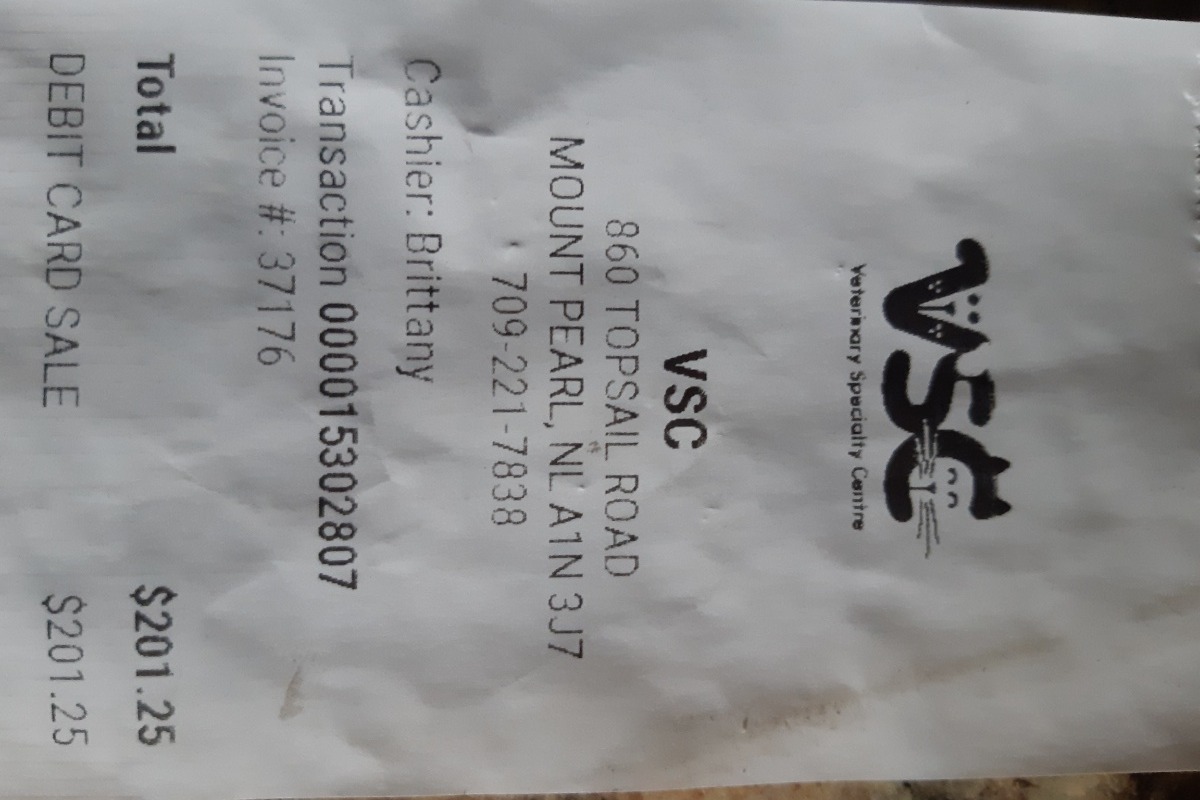 VSC
Veterinary Specialty Centre
VSC
860 TOPSAIL ROAD
MOUNT PEARL, NL A1N 3J7
709-221-7838
Cashier: Brittany
Transaction 000015302807
Invoice #: 37176
Total $201.25
DEBIT CARD SALE $201.25